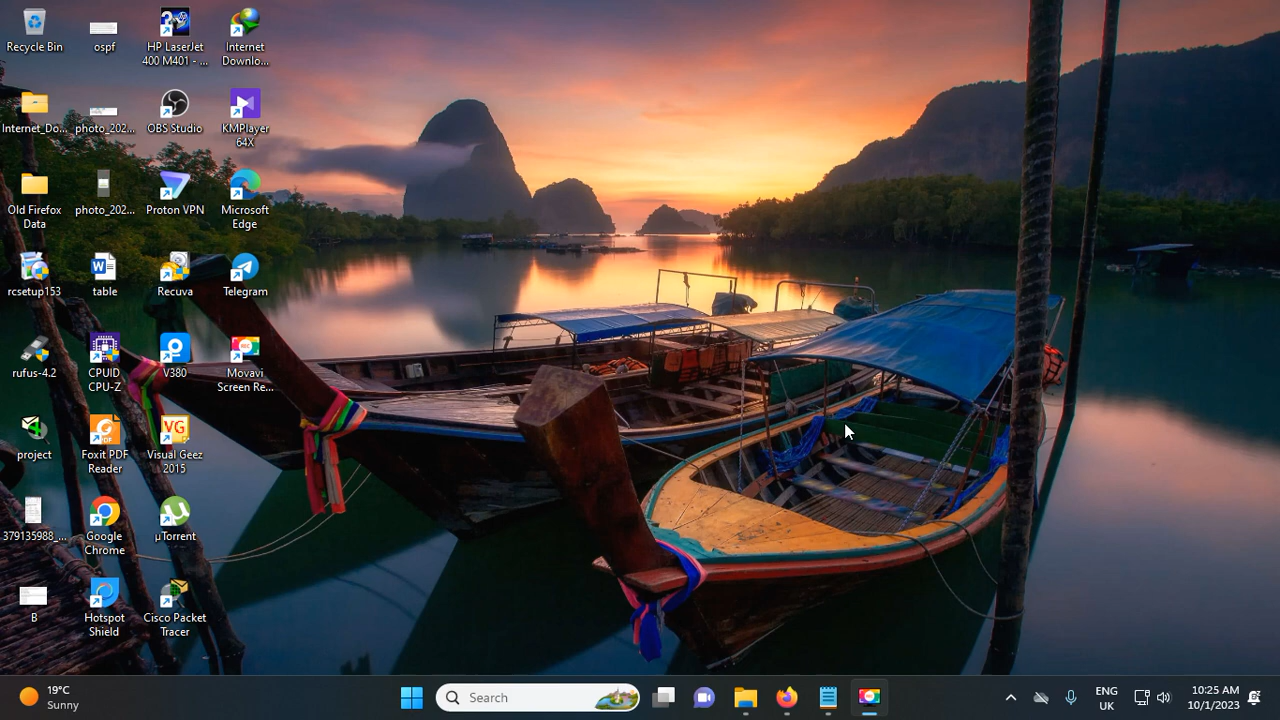 Recycle Bin
ospf
HP LaserJet
400 M401 - ...
Internet
Downlo...
Internet_Do...
photo_202...
OBS Studio
KMPlayer
64X
Old Firefox
Data
photo_202...
Proton VPN
Microsoft
Edge
rcsetup153
table
Recuva
Telegram
rufus-4.2
CPUID
CPU-Z
V380
Movavi
Screen Re...
project
Foxit PDF
Reader
Visual Geez
2015
379135988_...
Google
Chrome
µTorrent
B
Hotspot
Shield
Cisco Packet
Tracer
19°C
Sunny
Search
ENG
UK
10:25 AM
10/1/2023